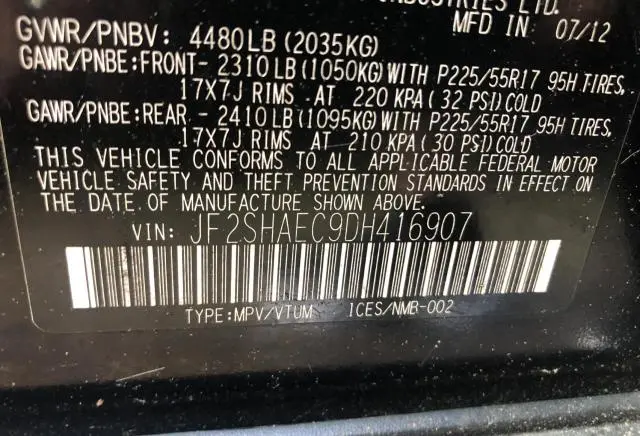 INDUSTRIES LTD.
MFD IN 07/12
GVWR/PNBV: 4480LB(2035KG)
GAWR/PNBE:FRONT- 2310LB(1050KG)WITH P225/55R17 95H TIRES,
17X7J RIMS AT 220 KPA(32 PSI)COLD
GAWR/PNBE:REAR - 2410LB(1095KG)WITH P225/55R17 95H TIRES,
17X7J RIMS AT 210 KPA(30 PSI)COLD
THIS VEHICLE CONFORMS TO ALL APPLICABLE FEDERAL MOTOR
VEHICLE SAFETY AND THEFT PREVENTION STANDARDS IN EFFECT ON
THE DATE OF MANUFACTURE SHOWN ABOVE.
VIN: JF2SHAEC9DH416907
TYPE:MPV/VTUM ICES/NMB-002